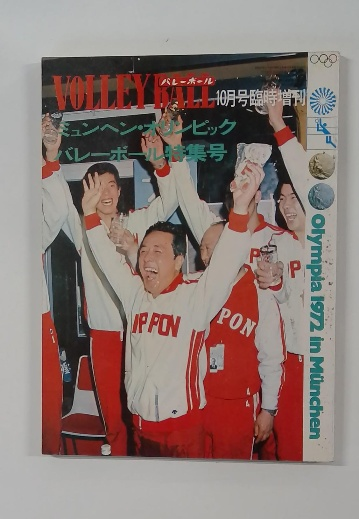 バレーボール
VOLLEYBALL
10月号臨時増刊
ミュンヘン・オリンピック
バレーボール特集号
NIPPON
PON
P
Olympia 1972 in München